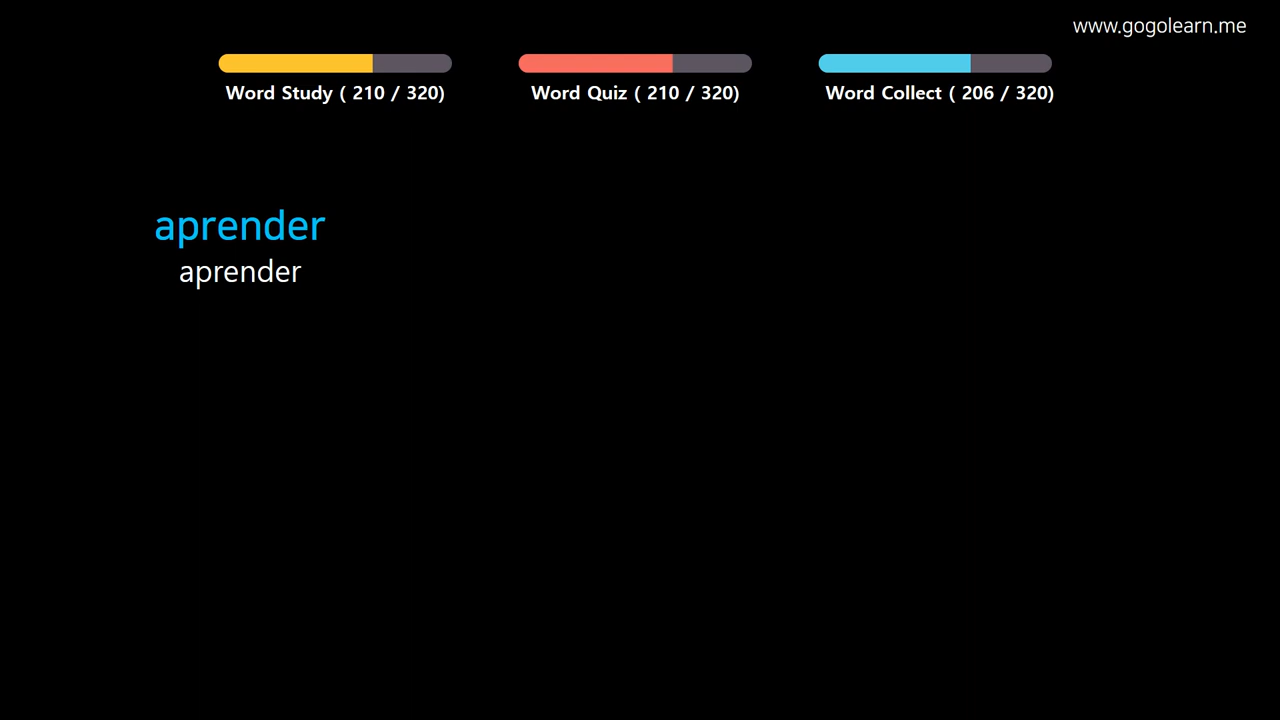 www.gogolearn.me
Word Study ( 210 / 320)
Word Quiz ( 210 / 320)
Word Collect ( 206 / 320)
aprender
aprender